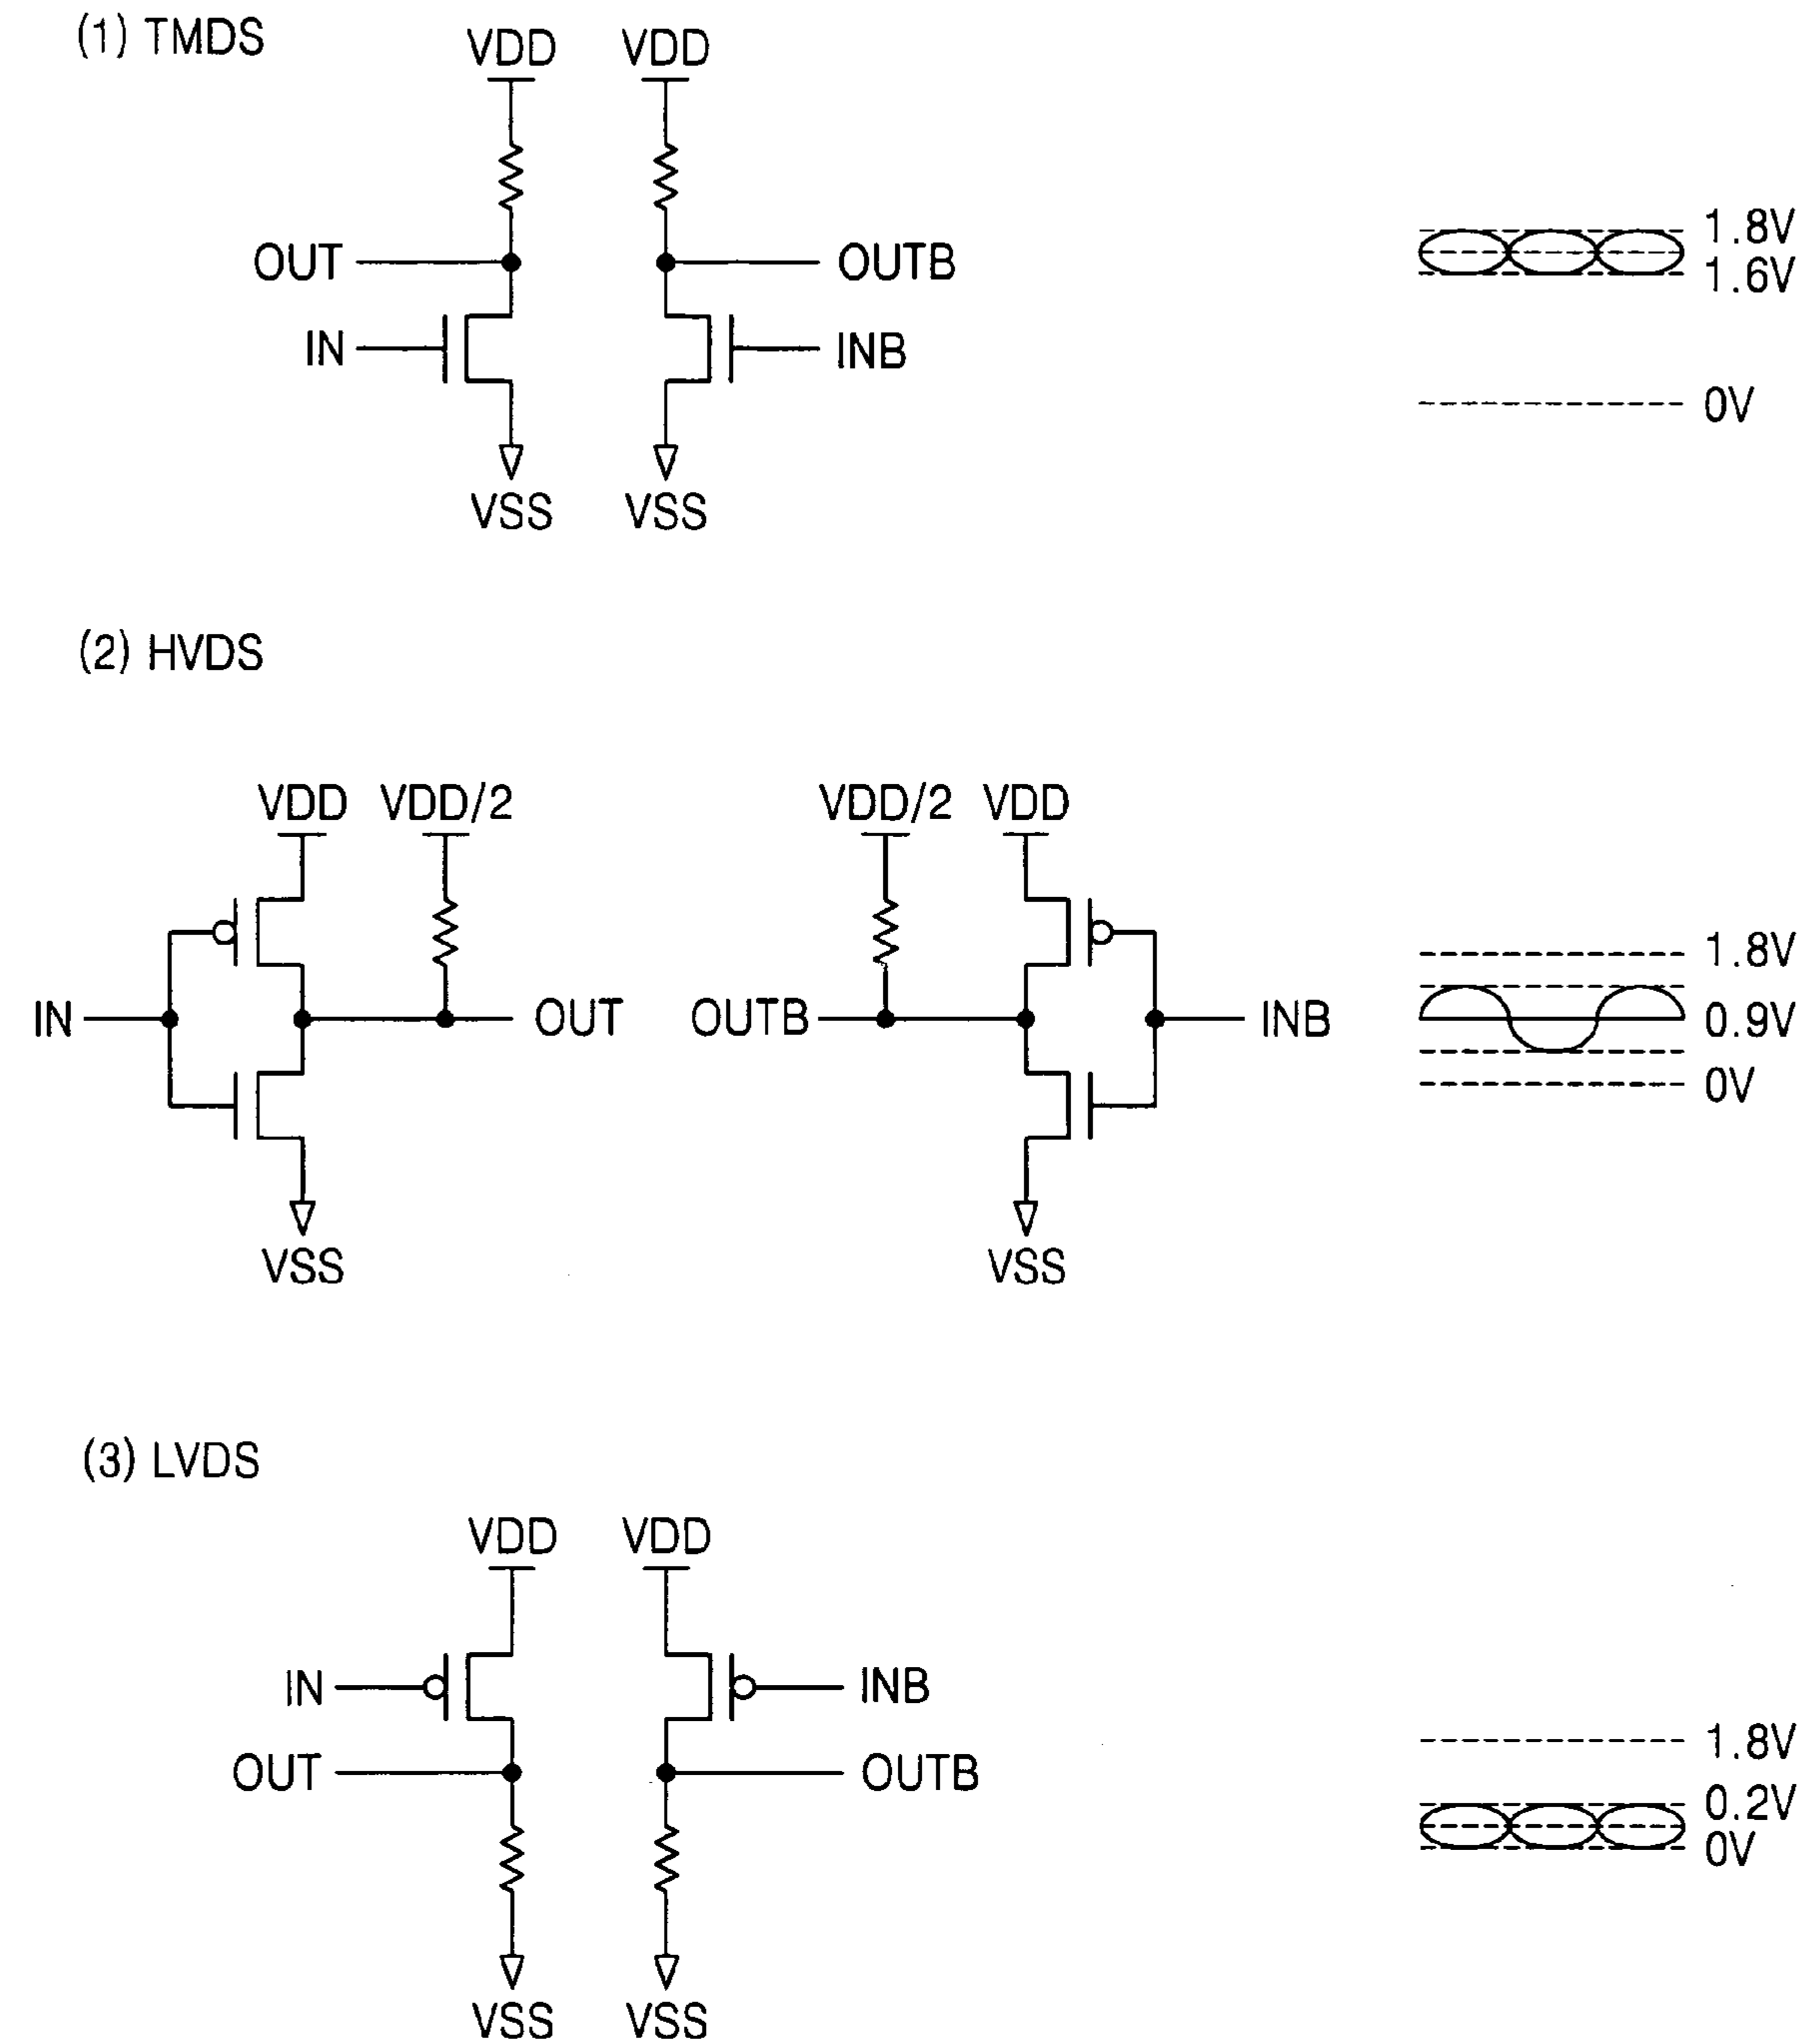 (1) TMDS
VDD VDD
OUT OUTB
1.8V
1.6V
IN INB
0V
VSS VSS
(2) HVDS
VDD VDD/2 VDD/2 VDD
1.8V
IN OUT OUTB INB 0.9V
0V
VSS VSS
(3) LVDS
VDD VDD
IN INB
1.8V
OUT OUTB
0.2V
0V
VSS VSS